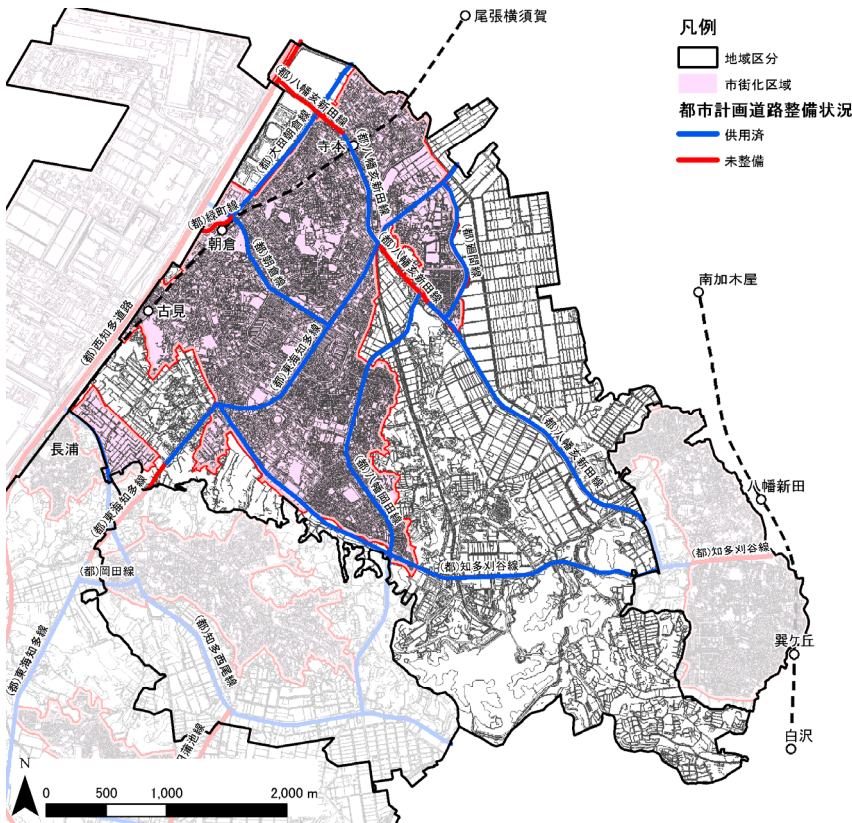 尾張横須賀
凡例
地域区分
市街化区域
都市計画道路整備状況
供用済
未整備
(都)八幡亥新田線
寺本
(都)大田朝倉線
(都)八幡亥新田線
(都)緑町線
朝倉
(都)朝倉線
(都)八幡亥新田線
(都)廻間線
南加木屋
古見
(都)西知多道路
(都)東海知多線
長浦
(都)八幡岡田線
(都)八幡亥新田線
八幡新田
(都)東海知多線
(都)知多刈谷線
(都)知多刈谷線
(都)岡田線
(都)東海知多線
(都)知多西尾線
巽ケ丘
白沢
N
0 500 1,000 2,000 m